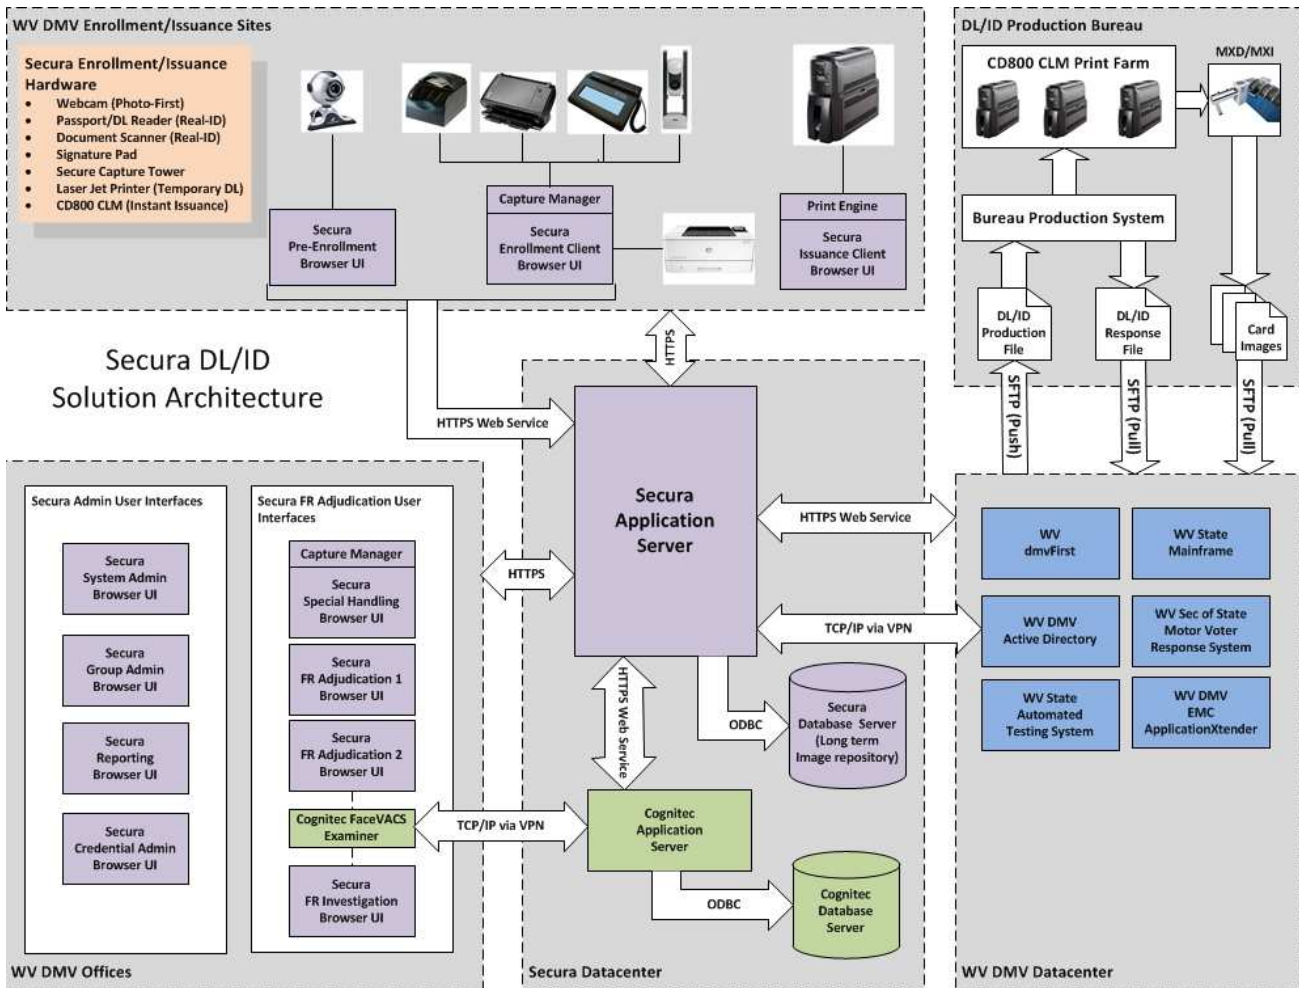 WV DMV Enrollment/Issuance Sites
Secura Enrollment/Issuance
Hardware
• Webcam (Photo-First)
• Passport/DL Reader (Real-ID)
• Document Scanner (Real-ID)
• Signature Pad
• Secure Capture Tower
• Laser Jet Printer (Temporary DL)
• CD800 CLM (Instant Issuance)
Secura
Pre-Enrollment
Browser UI
Capture Manager
Secura
Enrollment Client
Browser UI
Print Engine
Secura
Issuance Client
Browser UI
DL/ID Production Bureau
CD800 CLM Print Farm
MXD/MXI
Bureau Production System
DL/ID
Production
File
DL/ID
Response
File
Card
Images
SFTP (Push)
SFTP (Pull)
SFTP (Pull)
Secura DL/ID
Solution Architecture
HTTPS
HTTPS Web Service
Secura
Application
Server
HTTPS Web Service
HTTPS
TCP/IP via VPN
HTTPS Web Service
ODBC
Secura
Database Server
(Long term
Image repository)
Cognitec
Application
Server
TCP/IP via VPN
ODBC
Cognitec
Database
Server
Secura Datacenter
Secura Admin User Interfaces
Secura
System Admin
Browser UI
Secura
Group Admin
Browser UI
Secura
Reporting
Browser UI
Secura
Credential Admin
Browser UI
Secura FR Adjudication User
Interfaces
Capture Manager
Secura
Special Handling
Browser UI
Secura
FR Adjudication 1
Browser UI
Secura
FR Adjudication 2
Browser UI
Cognitec FaceVACS
Examiner
Secura
FR Investigation
Browser UI
WV DMV Offices
WV
dmvFirst
WV State
Mainframe
WV DMV
Active Directory
WV Sec of State
Motor Voter
Response System
WV State
Automated
Testing System
WV DMV
EMC
ApplicationXtender
WV DMV Datacenter